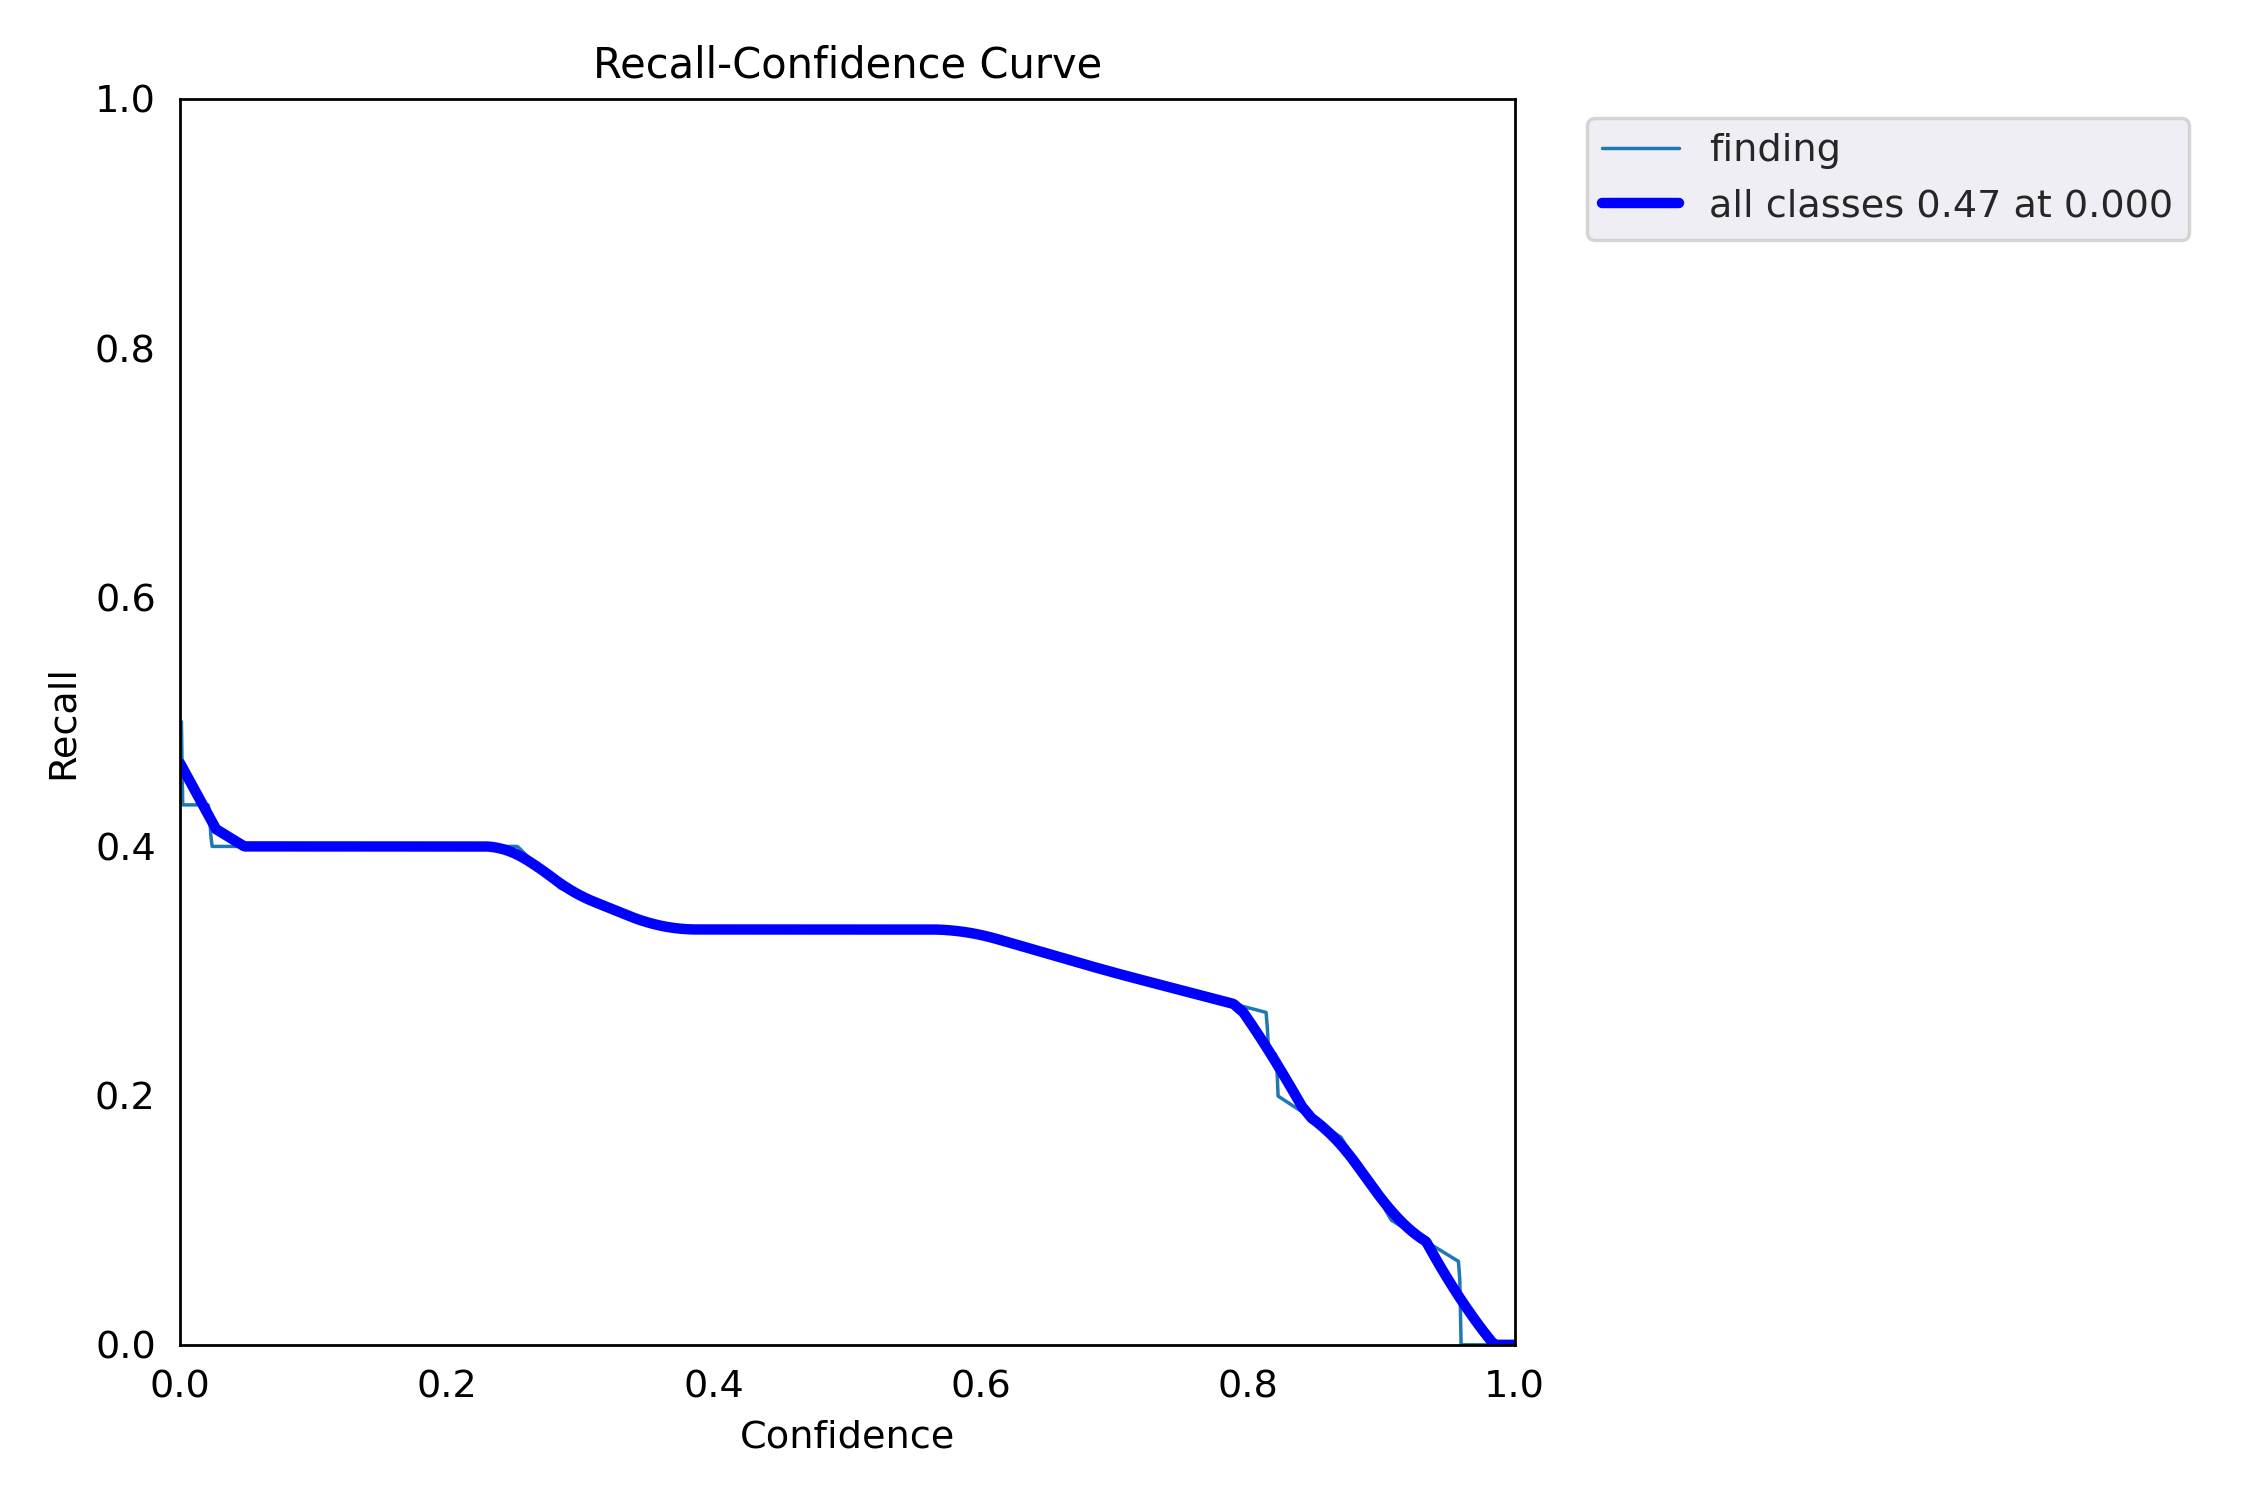 Recall-Confidence Curve
1.0
0.8
0.6
0.4
0.2
0.0
Recall
0.0 0.2 0.4 0.6 0.8 1.0
Confidence
finding
all classes 0.47 at 0.000